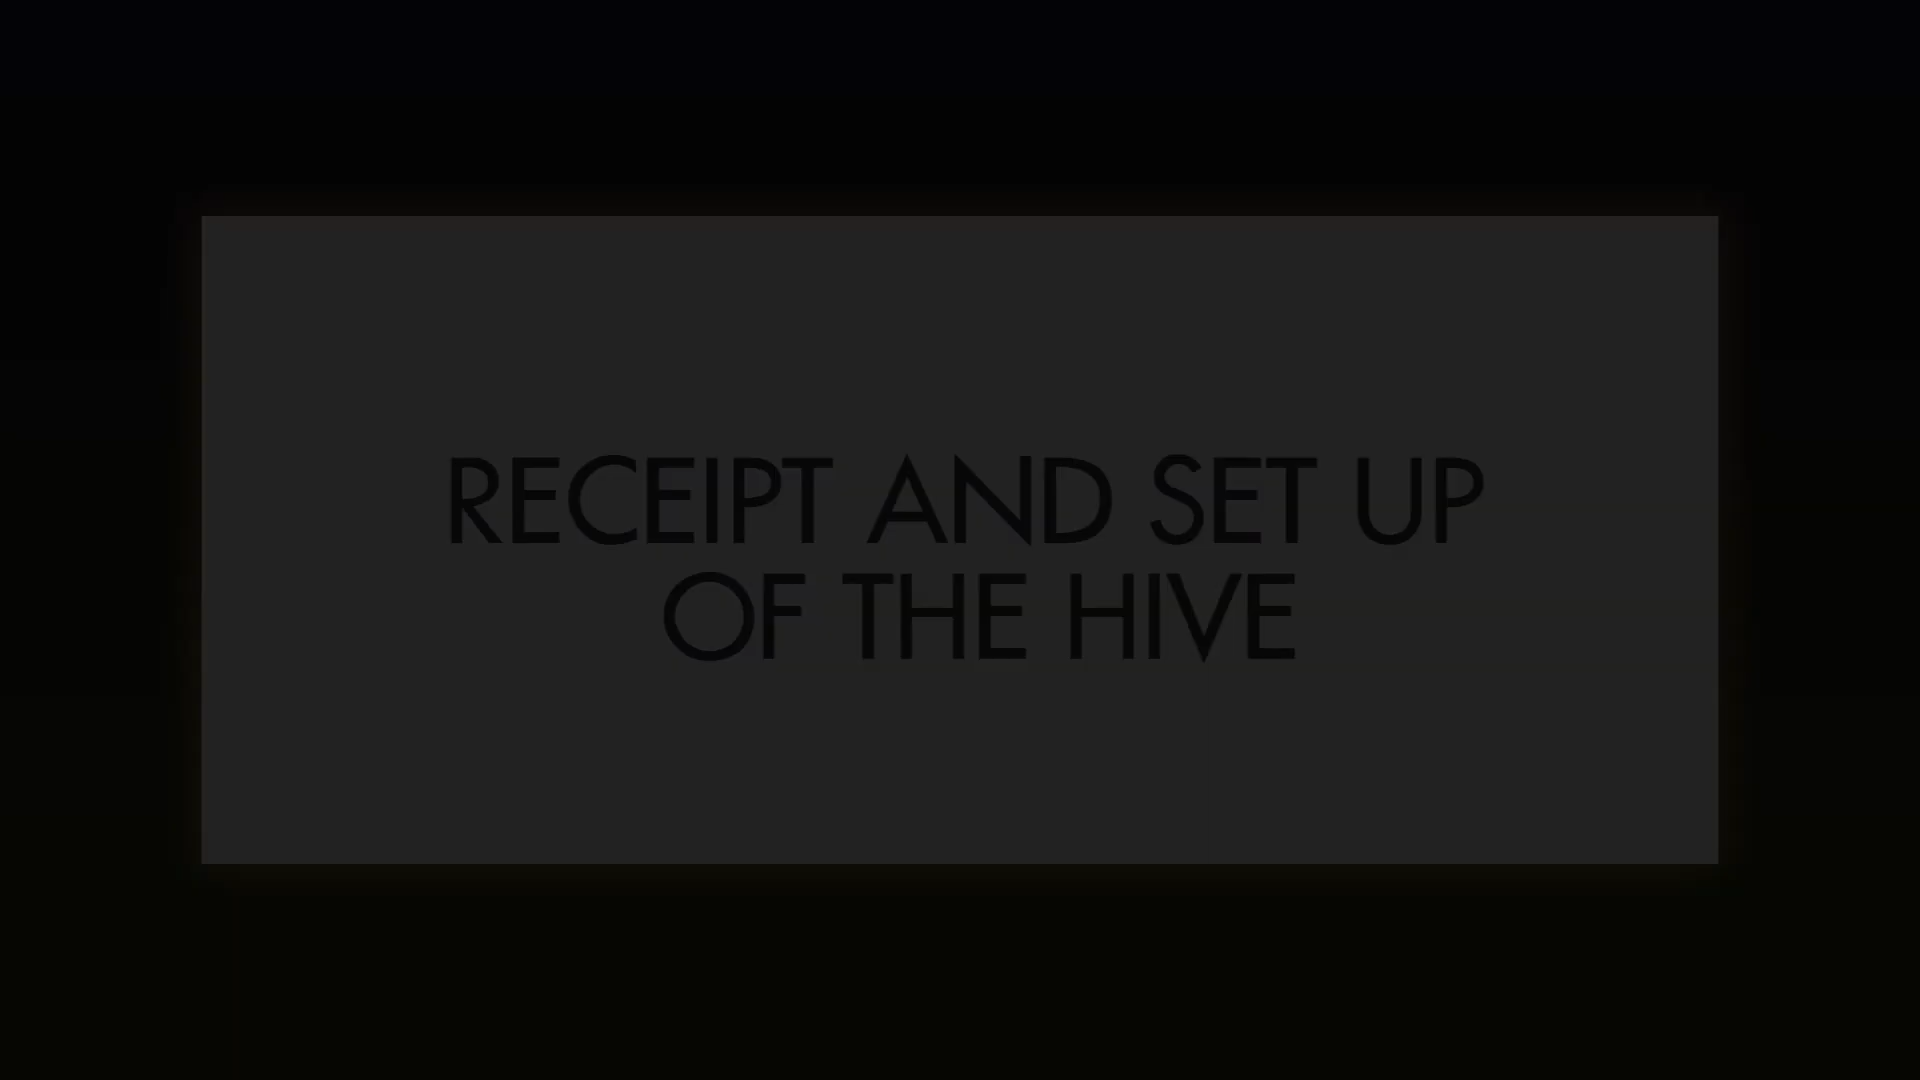 RECEIPT AND SET UP
OF THE HIVE